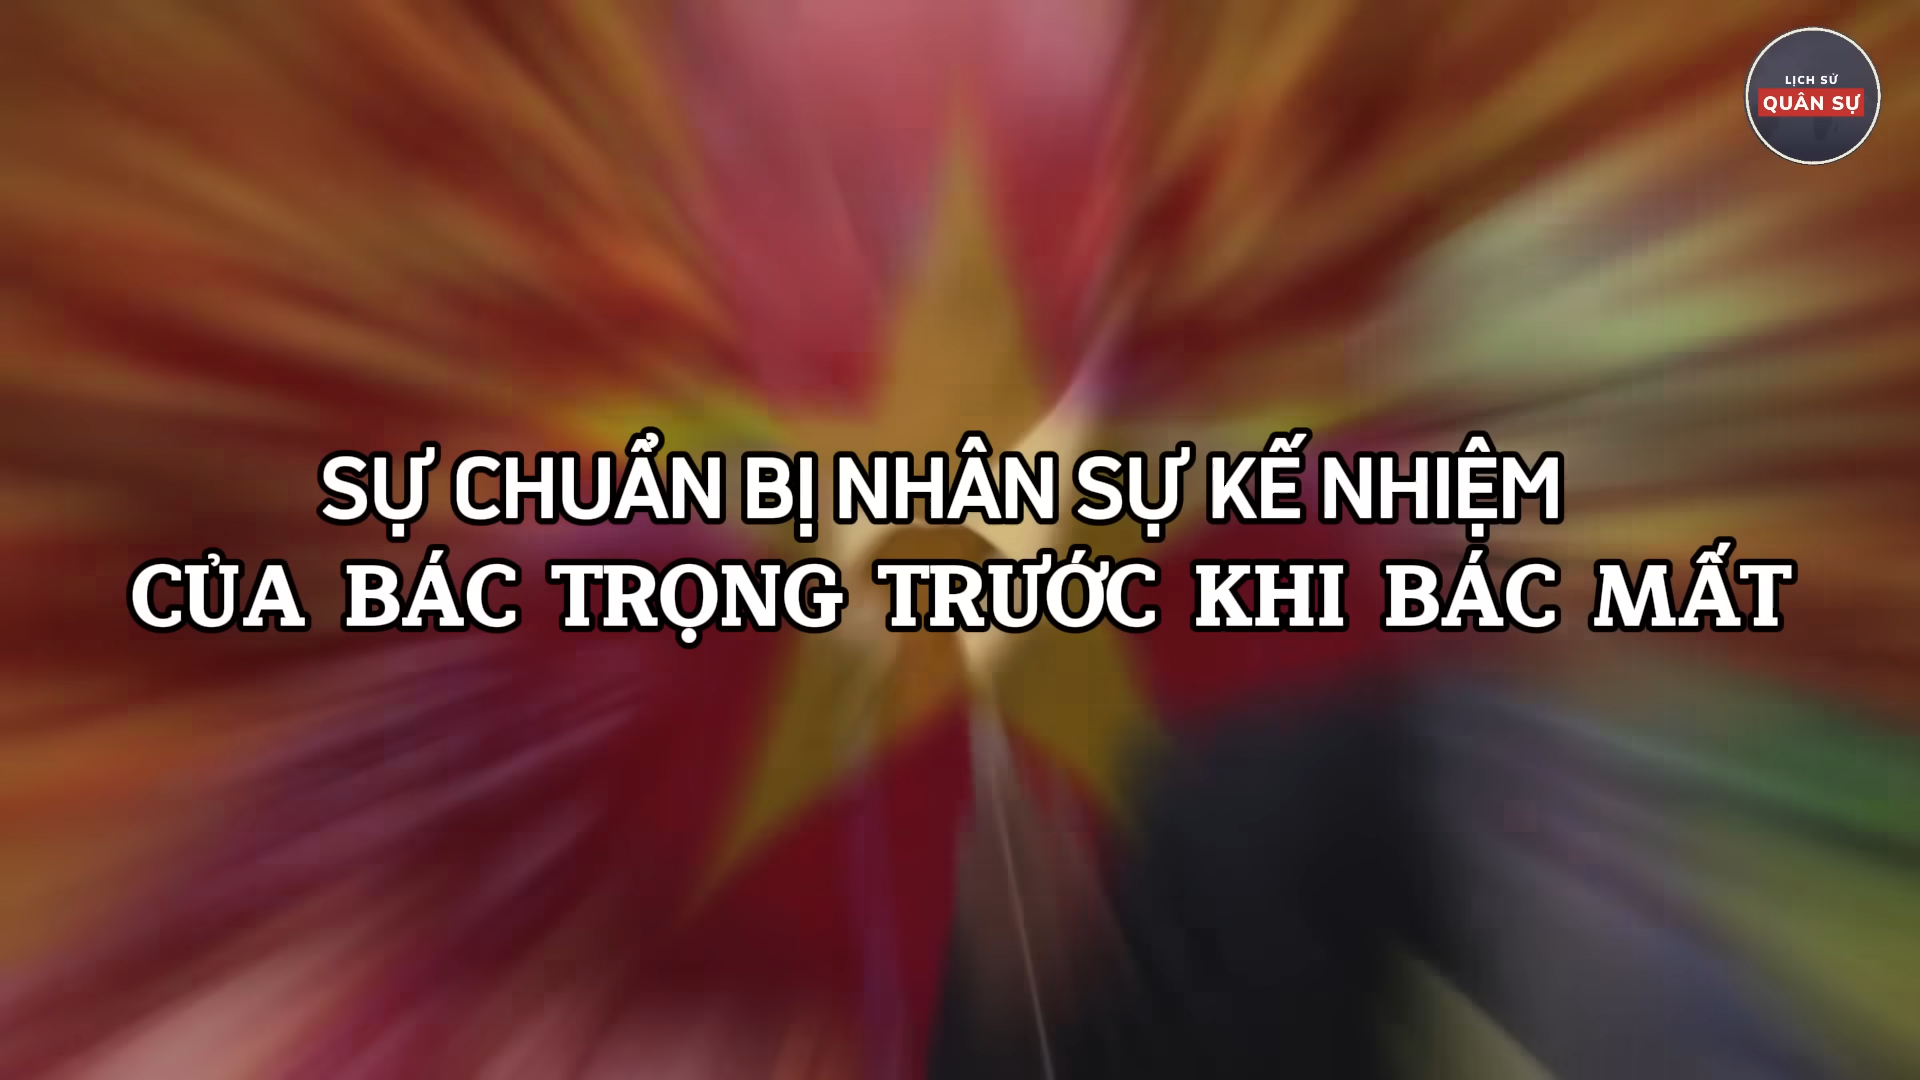 LỊCH SỬ
QUÂN SỰ
SỰ CHUẨN BỊ NHÂN SỰ KẾ NHIỆM
CỦA BÁC TRỌNG TRƯỚC KHI BÁC MẤT